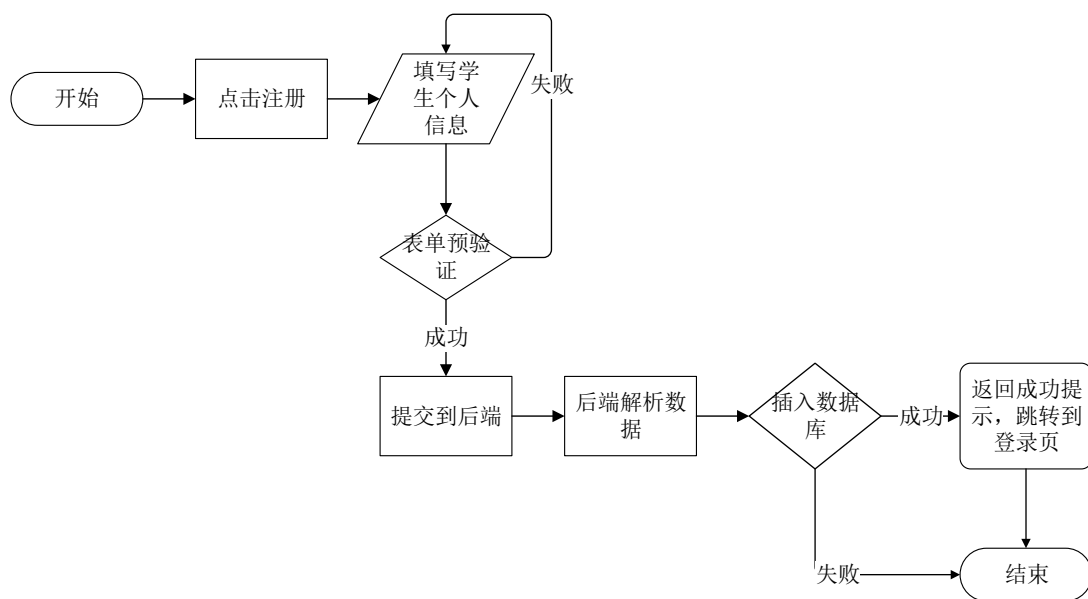 开始
点击注册
填写学
生个人
信息
失败
表单预验
证
成功
提交到后端
后端解析数
据
插入数据
库
成功
返回成功提
示，跳转到
登录页
失败
结束